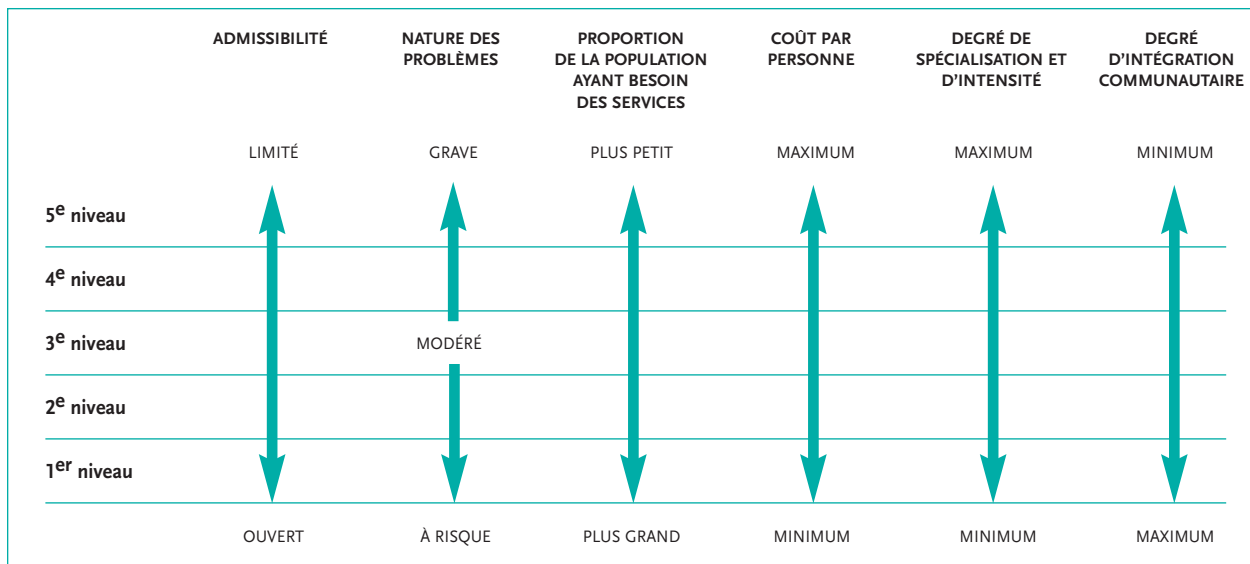 ADMISSIBILITÉ
NATURE DES
PROBLÈMES
PROPORTION
DE LA POPULATION
AYANT BESOIN
DES SERVICES
COÛT PAR
PERSONNE
DEGRÉ DE
SPÉCIALISATION ET
D'INTENSITÉ
DEGRÉ
D'INTÉGRATION
COMMUNAUTAIRE
LIMITÉ GRAVE PLUS PETIT MAXIMUM MAXIMUM MINIMUM
5e niveau
4e niveau
3e niveau MODÉRÉ
2e niveau
1er niveau
OUVERT À RISQUE PLUS GRAND MINIMUM MINIMUM MAXIMUM